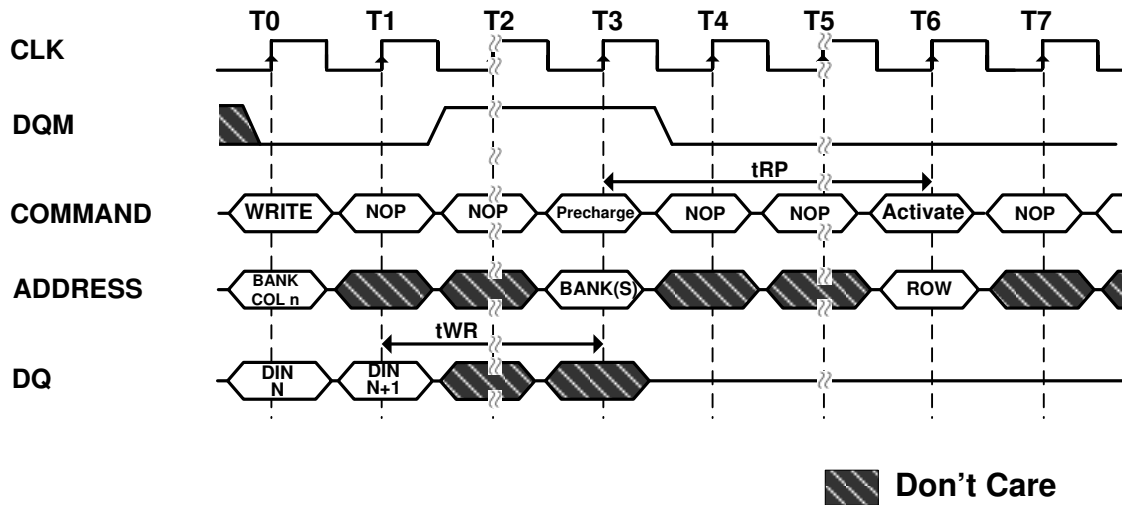 T0 T1 T2 T3 T4 T5 T6 T7
CLK
DQM
tRP
COMMAND WRITE NOP NOP Precharge NOP NOP Activate NOP
ADDRESS BANK COL n BANK(S) ROW
tWR
DQ DIN N DIN N+1
Don't Care